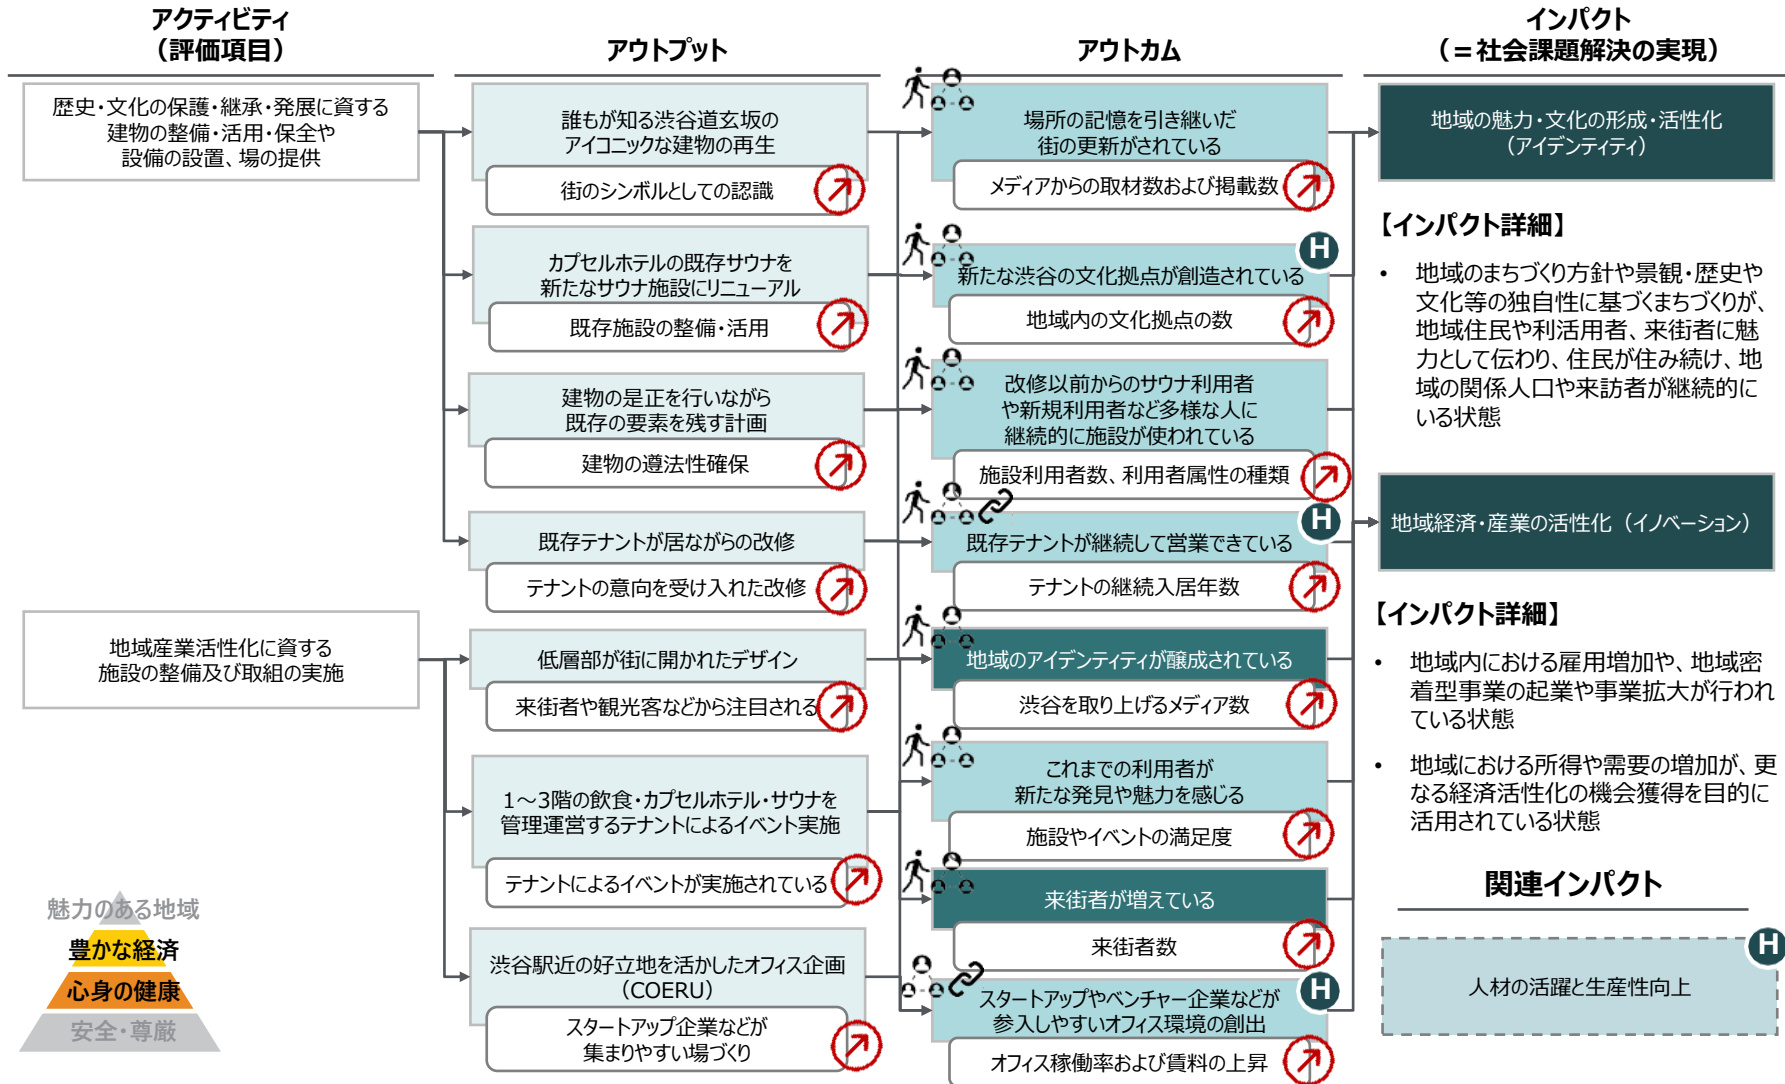 アクティビティ
（評価項目）
アウトプット
アウトカム
インパクト
（＝社会課題解決の実現）
歴史・文化の保護・継承・発展に資する
建物の整備・活用・保全や
設備の設置、場の提供
地域産業活性化に資する
施設の整備及び取組の実施
誰もが知る渋谷道玄坂の
アイコニックな建物の再生
街のシンボルとしての認識
カプセルホテルの既存サウナを
新たなサウナ施設にリニューアル
既存施設の整備・活用
建物の是正を行いながら
既存の要素を残す計画
建物の遵法性確保
既存テナントが居ながらの改修
テナントの意向を受け入れた改修
低層部が街に開かれたデザイン
来街者や観光客などから注目される
1～3階の飲食・カプセルホテル・サウナを
管理運営するテナントによるイベント実施
テナントによるイベントが実施されている
渋谷駅近の好立地を活かしたオフィス企画
（COERU）
スタートアップ企業などが
集まりやすい場づくり
場所の記憶を引き継いだ
街の更新がされている
メディアからの取材数および掲載数
H
新たな渋谷の文化拠点が創造されている
地域内の文化拠点の数
改修以前からのサウナ利用者
や新規利用者など多様な人に
継続的に施設が使われている
施設利用者数、利用者属性の種類
H
既存テナントが継続して営業できている
テナントの継続入居年数
地域のアイデンティティが醸成されている
渋谷を取り上げるメディア数
これまでの利用者が
新たな発見や魅力を感じる
施設やイベントの満足度
来街者が増えている
来街者数
H
スタートアップやベンチャー企業などが
参入しやすいオフィス環境の創出
オフィス稼働率および賃料の上昇
地域の魅力・文化の形成・活性化
（アイデンティティ）
【インパクト詳細】
• 地域のまちづくり方針や景観・歴史や
文化等の独自性に基づくまちづくりが、
地域住民や利活用者、来街者に魅
力として伝わり、住民が住み続け、地
域の関係人口や来訪者が継続的に
いる状態
地域経済・産業の活性化（イノベーション）
【インパクト詳細】
• 地域内における雇用増加や、地域密
着型事業の起業や事業拡大が行われ
ている状態
• 地域における所得や需要の増加が、更
なる経済活性化の機会獲得を目的に
活用されている状態
関連インパクト
H
人材の活躍と生産性向上
魅力のある地域
豊かな経済
心身の健康
安全・尊厳